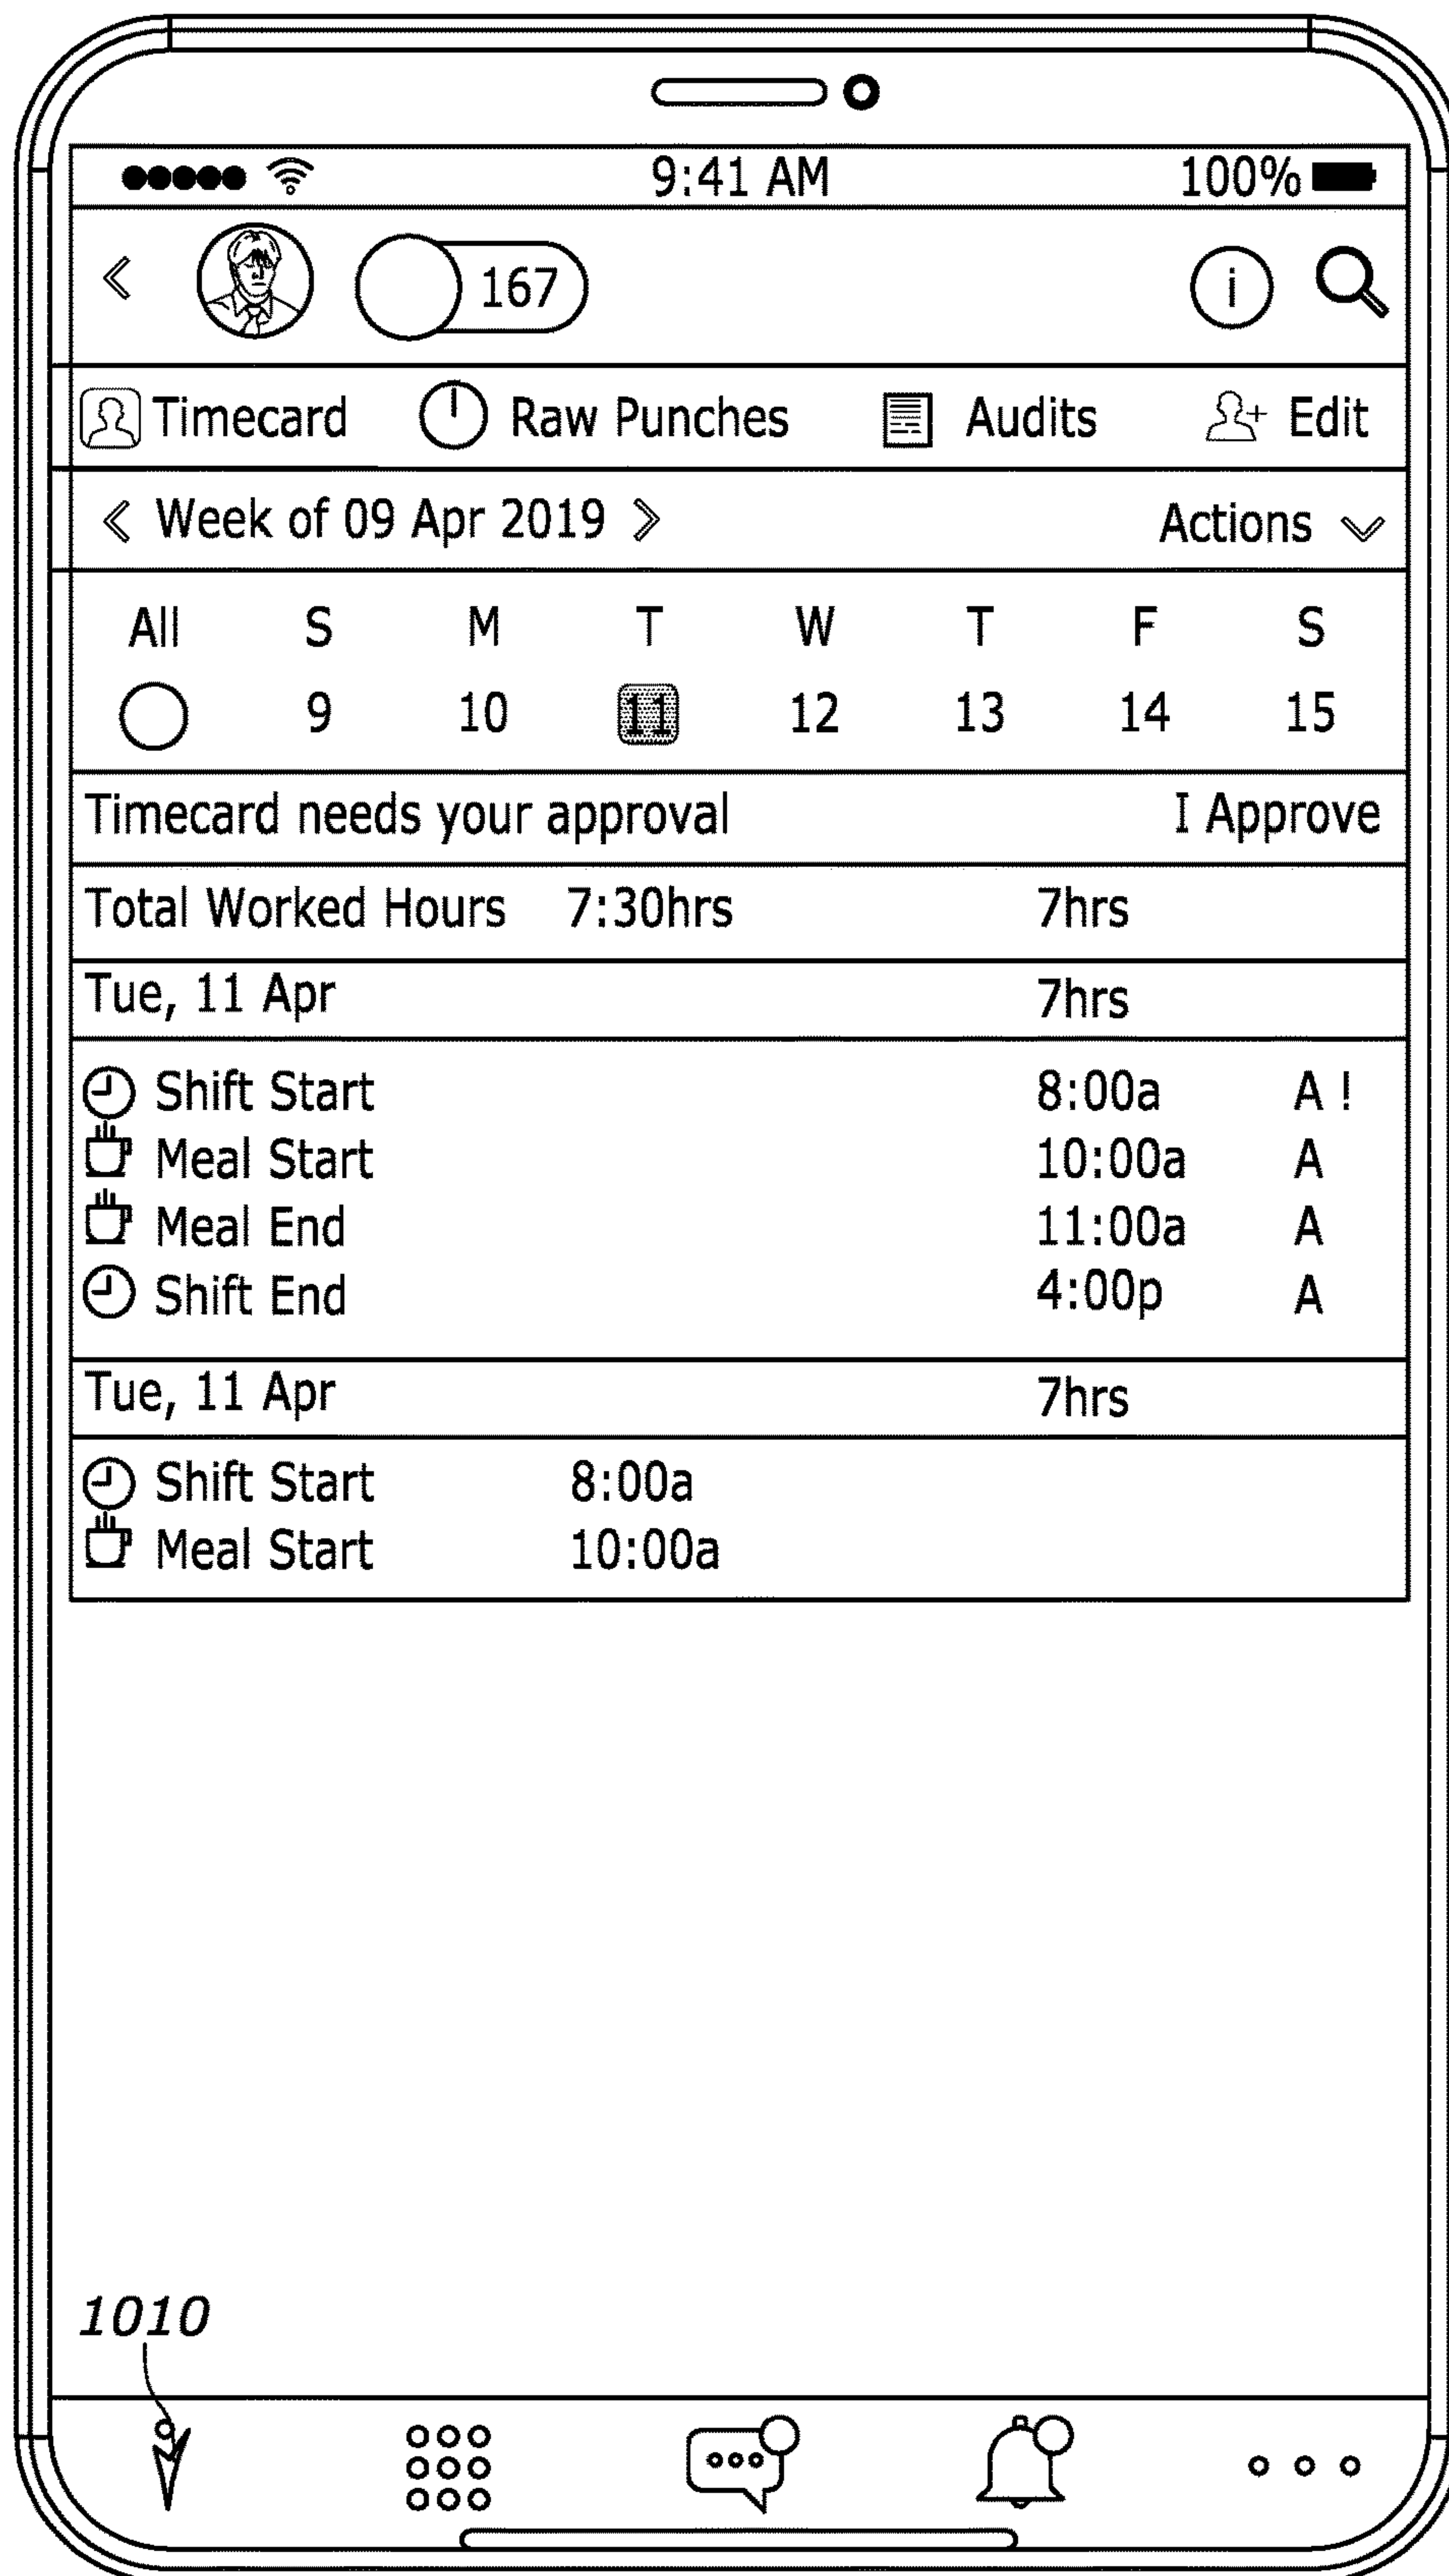 9:41 AM 100%
167 i
Timecard Raw Punches Audits Edit
Week of 09 Apr 2019 Actions
All S M T W T F S
9 10 11 12 13 14 15
Timecard needs your approval I Approve
Total Worked Hours 7:30hrs 7hrs
Tue, 11 Apr 7hrs
Shift Start 8:00a A !
Meal Start 10:00a A
Meal End 11:00a A
Shift End 4:00p A
Tue, 11 Apr 7hrs
Shift Start 8:00a
Meal Start 10:00a
1010